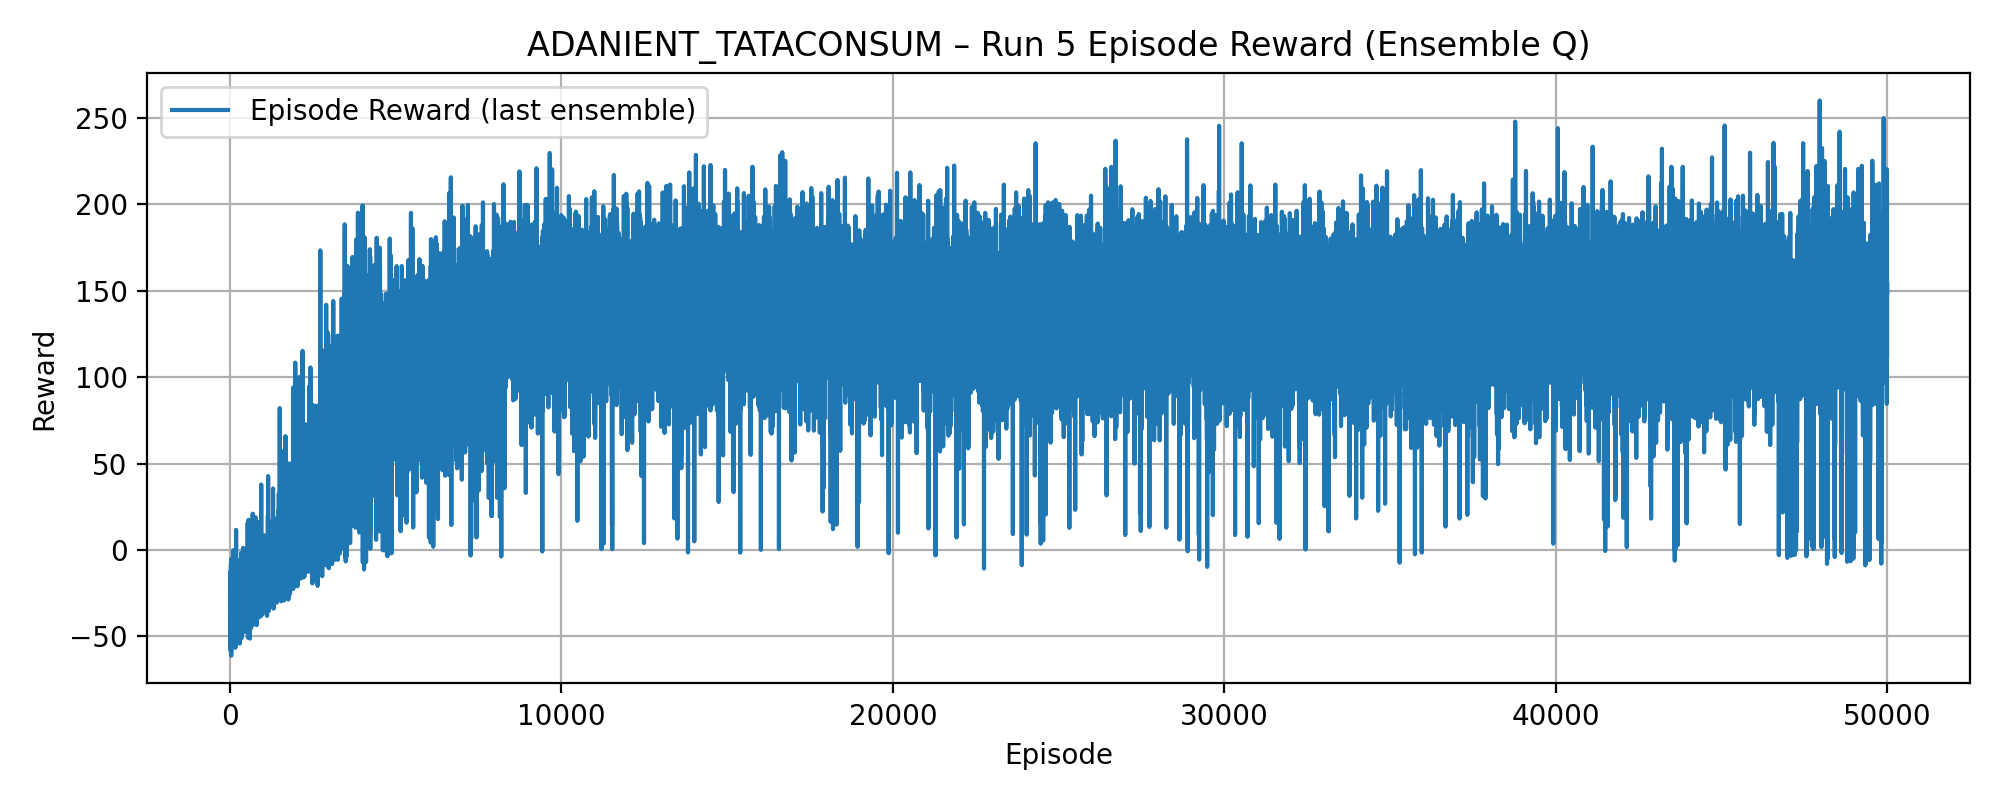 ADANIENT_TATACONSUM – Run 5 Episode Reward (Ensemble Q)
Episode Reward (last ensemble)
250
200
150
100
50
0
−50
Reward
0 10000 20000 30000 40000 50000
Episode